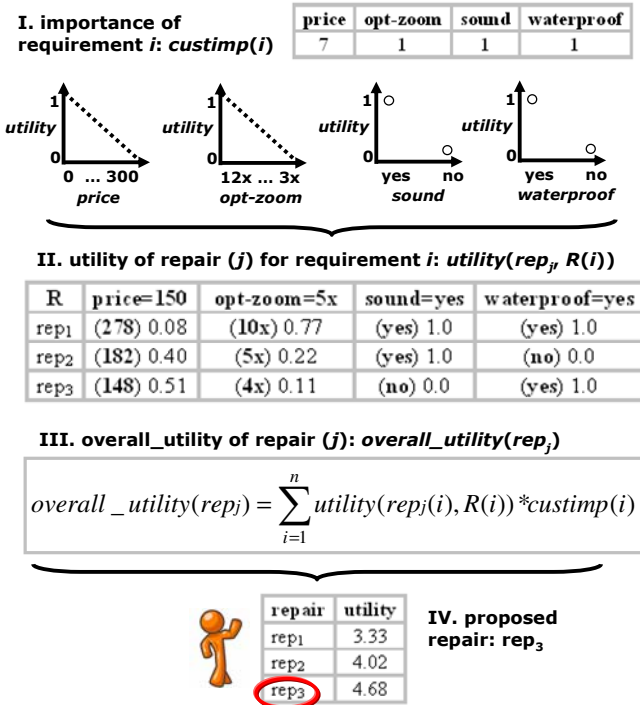 I. importance of
requirement i: custimp(i)
price opt-zoom sound waterproof
7 1 1 1
1
utility
0
0 ... 300
price
1
utility
0
12x ... 3x
opt-zoom
1
utility
0
yes no
sound
1
utility
0
yes no
waterproof
II. utility of repair (j) for requirement i: utility(rep_j, R(i))
R price=150 opt-zoom=5x sound=yes waterproof=yes
rep1 (278) 0.08 (10x) 0.77 (yes) 1.0 (yes) 1.0
rep2 (182) 0.40 (5x) 0.22 (yes) 1.0 (no) 0.0
rep3 (148) 0.51 (4x) 0.11 (no) 0.0 (yes) 1.0
III. overall_utility of repair (j): overall_utility(rep_j)
overall _ utility(repj) = ∑ i=1 n utility(repj(i), R(i)) *custimp(i)
repair utility
rep1 3.33
rep2 4.02
rep3 4.68
IV. proposed
repair: rep3